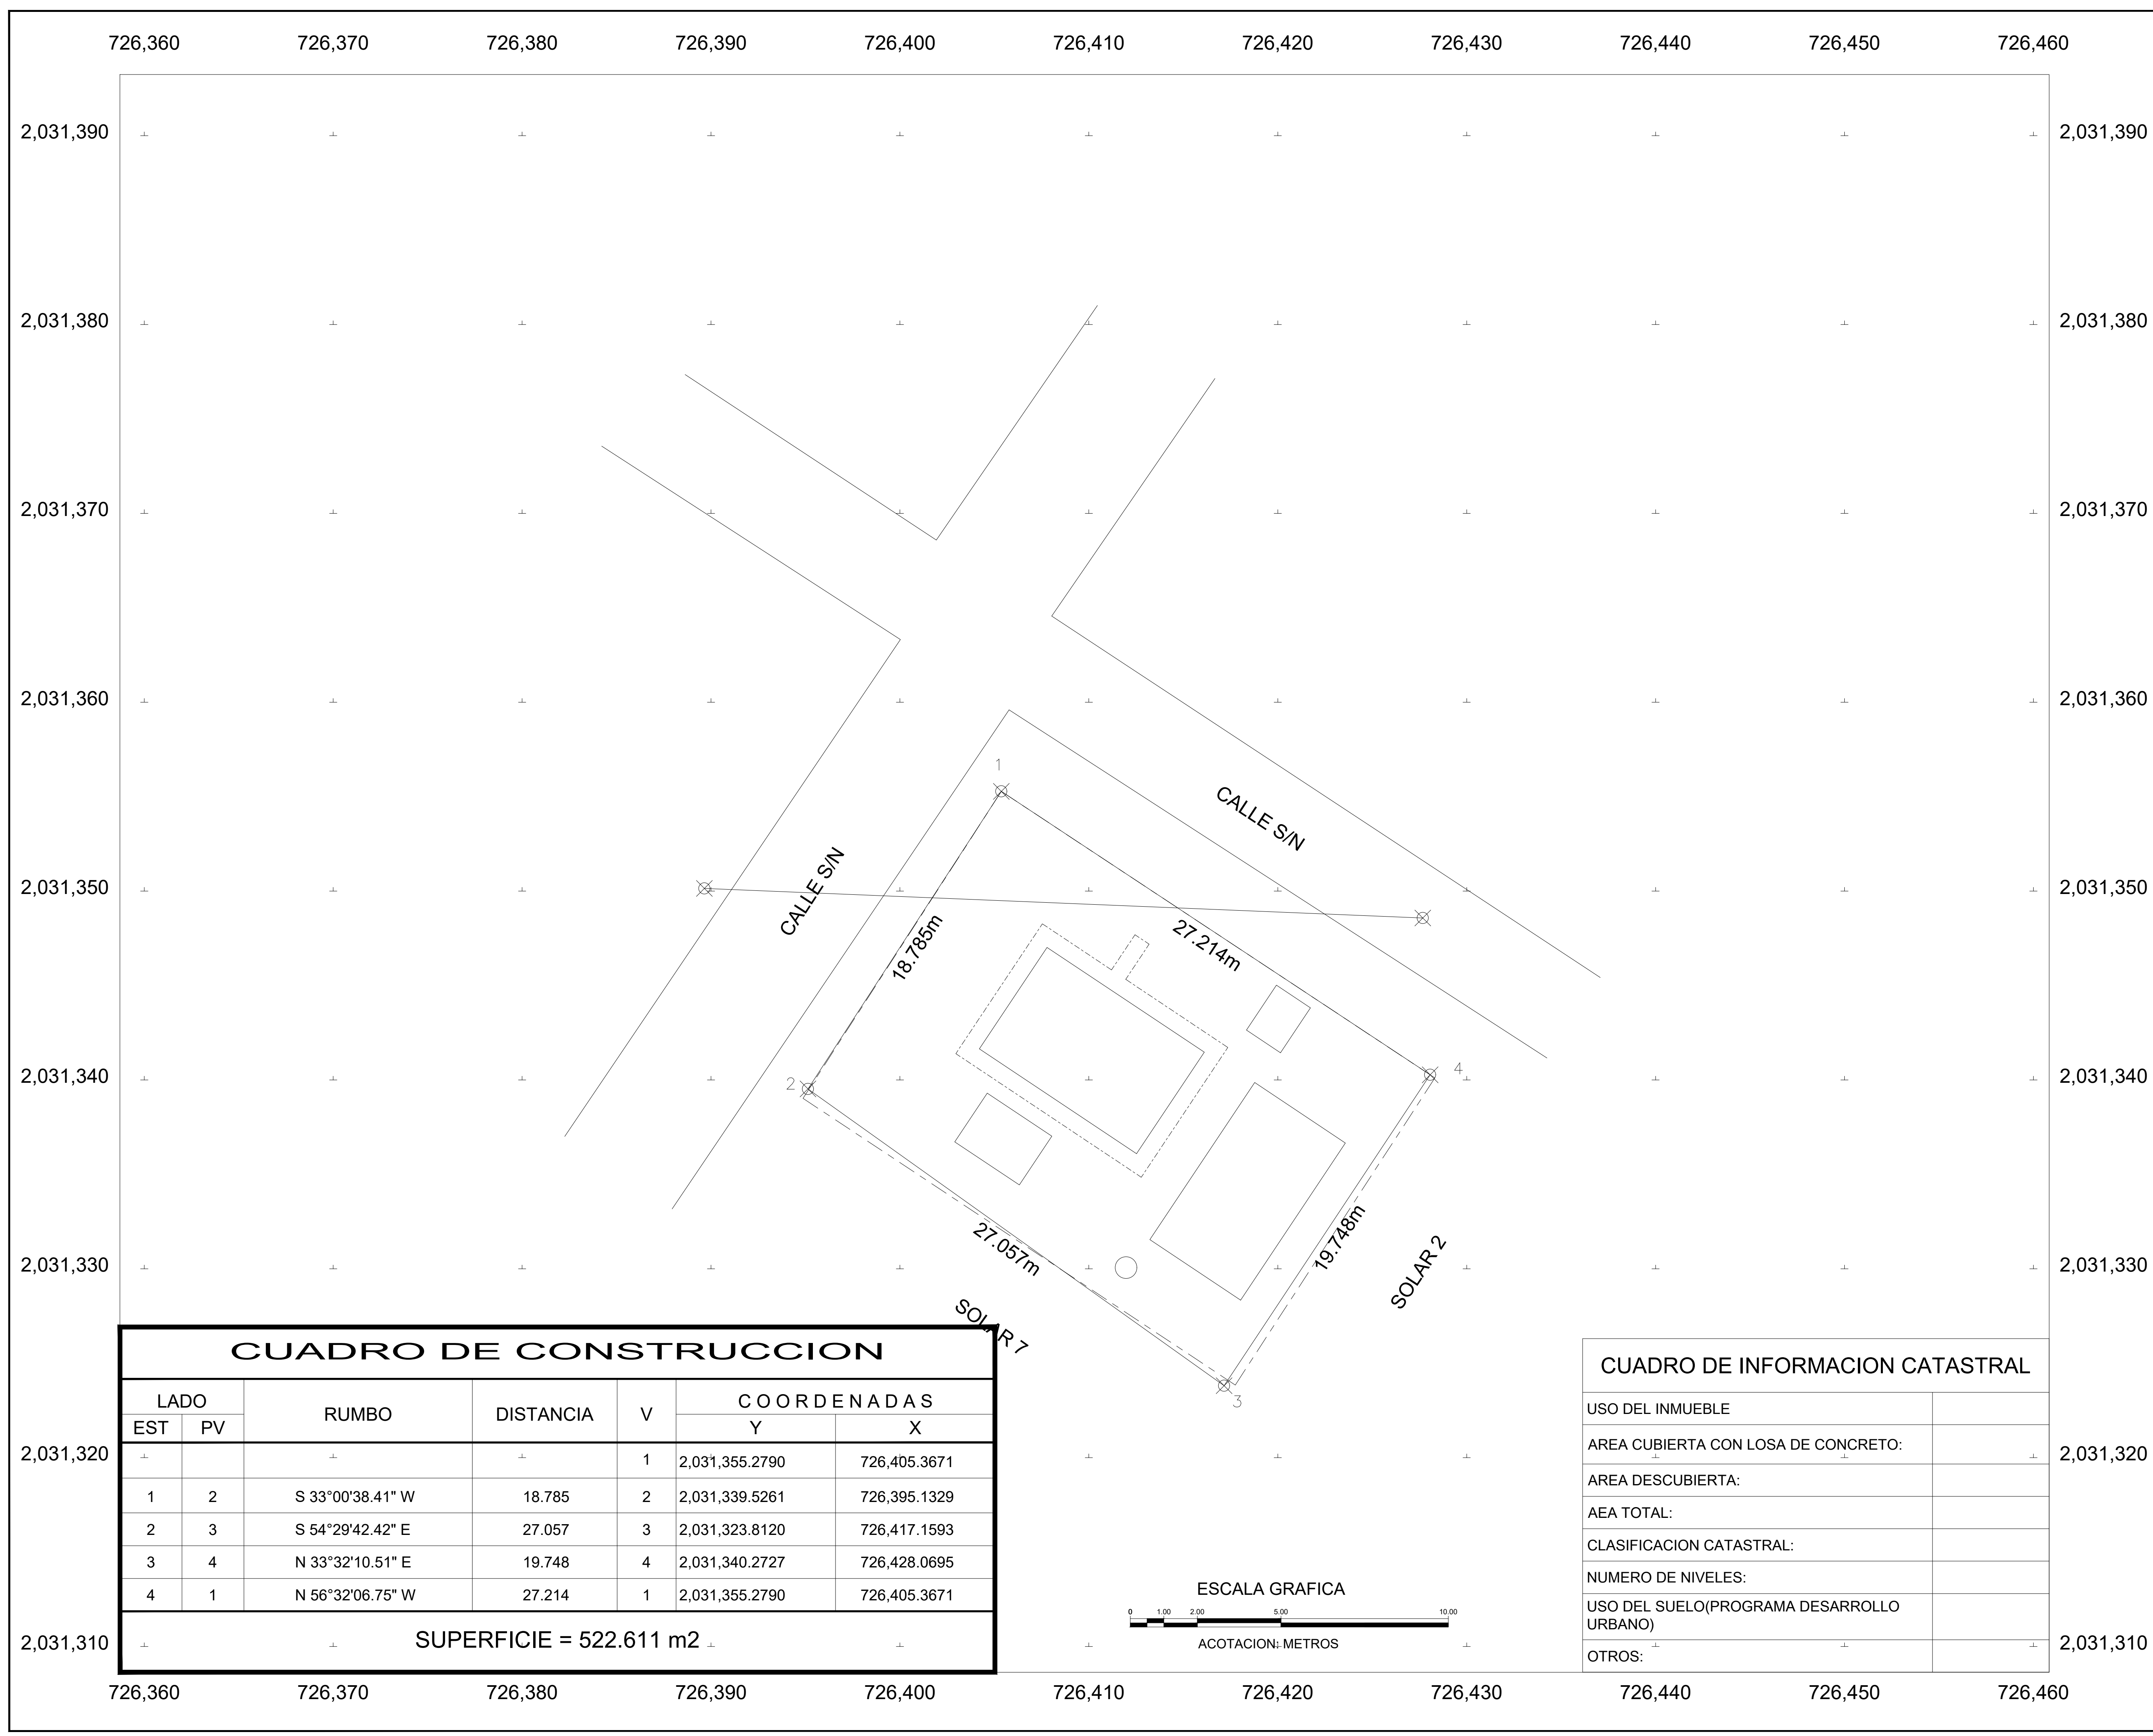 726,360 726,370 726,380 726,390 726,400 726,410 726,420 726,430 726,440 726,450 726,460
2,031,390 2,031,390
2,031,380 2,031,380
2,031,370 2,031,370
2,031,360 2,031,360
1
CALLE S/N
CALLE S/N
2,031,350 2,031,350
18.785m
27.214m
2,031,340 2,031,340
2
4
27.057m
19.748m
SOLAR 2
2,031,330 2,031,330
SOLAR 7
3
CUADRO DE CONSTRUCCION
LADO RUMBO DISTANCIA V C O O R D E N A D A S
EST PV Y X
1 2,031,355.2790 726,405.3671
1 2 S 33°00'38.41" W 18.785 2 2,031,339.5261 726,395.1329
2 3 S 54°29'42.42" E 27.057 3 2,031,323.8120 726,417.1593
3 4 N 33°32'10.51" E 19.748 4 2,031,340.2727 726,428.0695
4 1 N 56°32'06.75" W 27.214 1 2,031,355.2790 726,405.3671
SUPERFICIE = 522.611 m2
2,031,320 2,031,320
ESCALA GRAFICA
0 1.00 2.00 5.00 10.00
ACOTACION: METROS
CUADRO DE INFORMACION CATASTRAL
USO DEL INMUEBLE
AREA CUBIERTA CON LOSA DE CONCRETO:
AREA DESCUBIERTA:
AEA TOTAL:
CLASIFICACION CATASTRAL:
NUMERO DE NIVELES:
USO DEL SUELO(PROGRAMA DESARROLLO
URBANO)
OTROS:
2,031,310 2,031,310
726,360 726,370 726,380 726,390 726,400 726,410 726,420 726,430 726,440 726,450 726,460